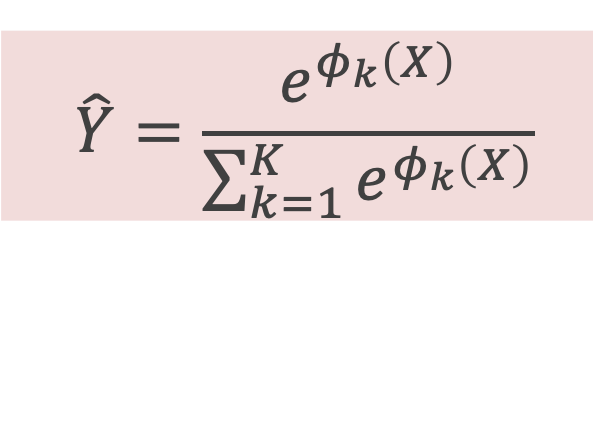 Ŷ = e^{ϕ_k(X)} / ∑_{k=1}^{K} e^{ϕ_k(X)}